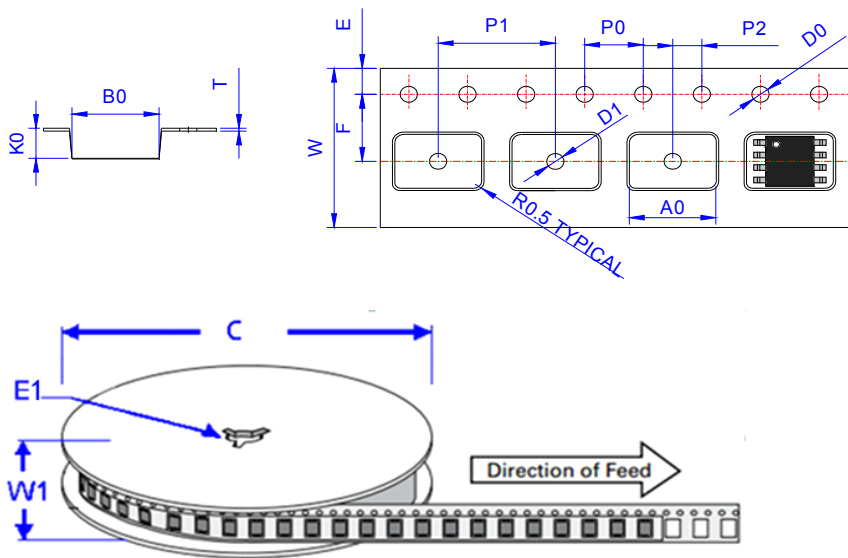 E
P1
P0
P2
D0
T
B0
K0
D1
F
W
R0.5 TYPICAL
A0
C
E1
W1
Direction of Feed